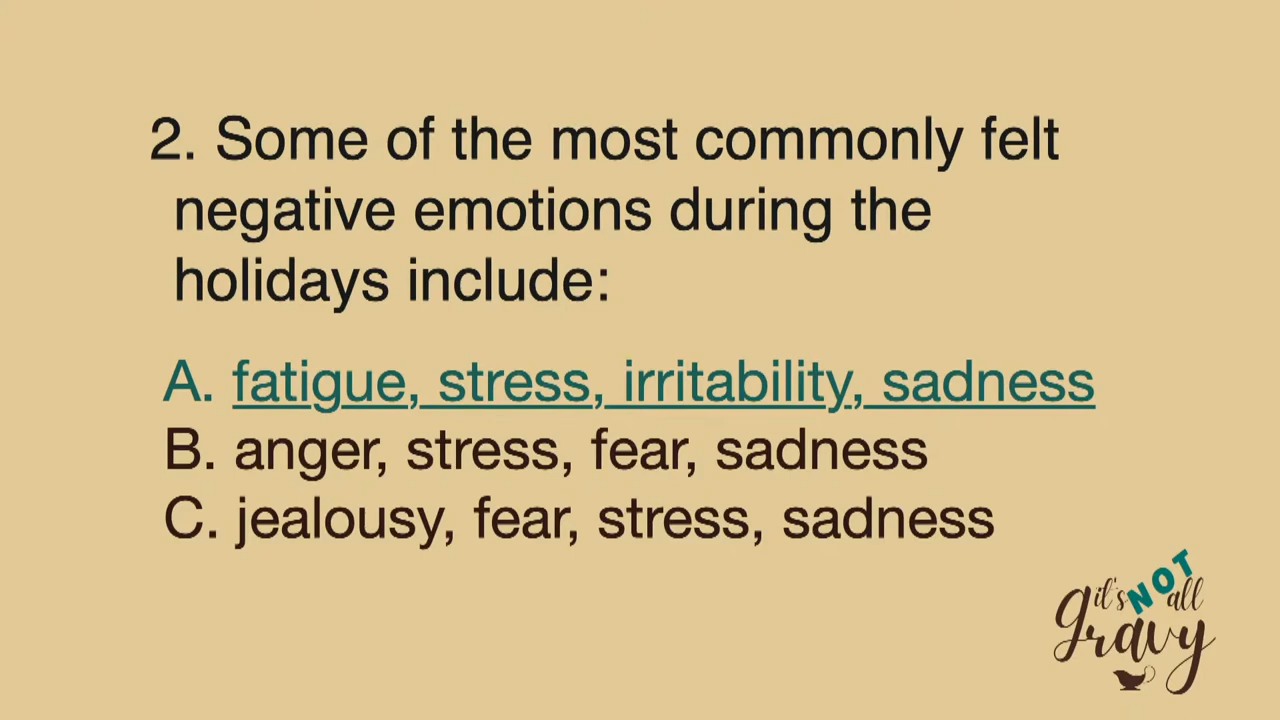 2. Some of the most commonly felt
negative emotions during the
holidays include:
A. fatigue, stress, irritability, sadness
B. anger, stress, fear, sadness
C. jealousy, fear, stress, sadness
it's NOT all
gravy